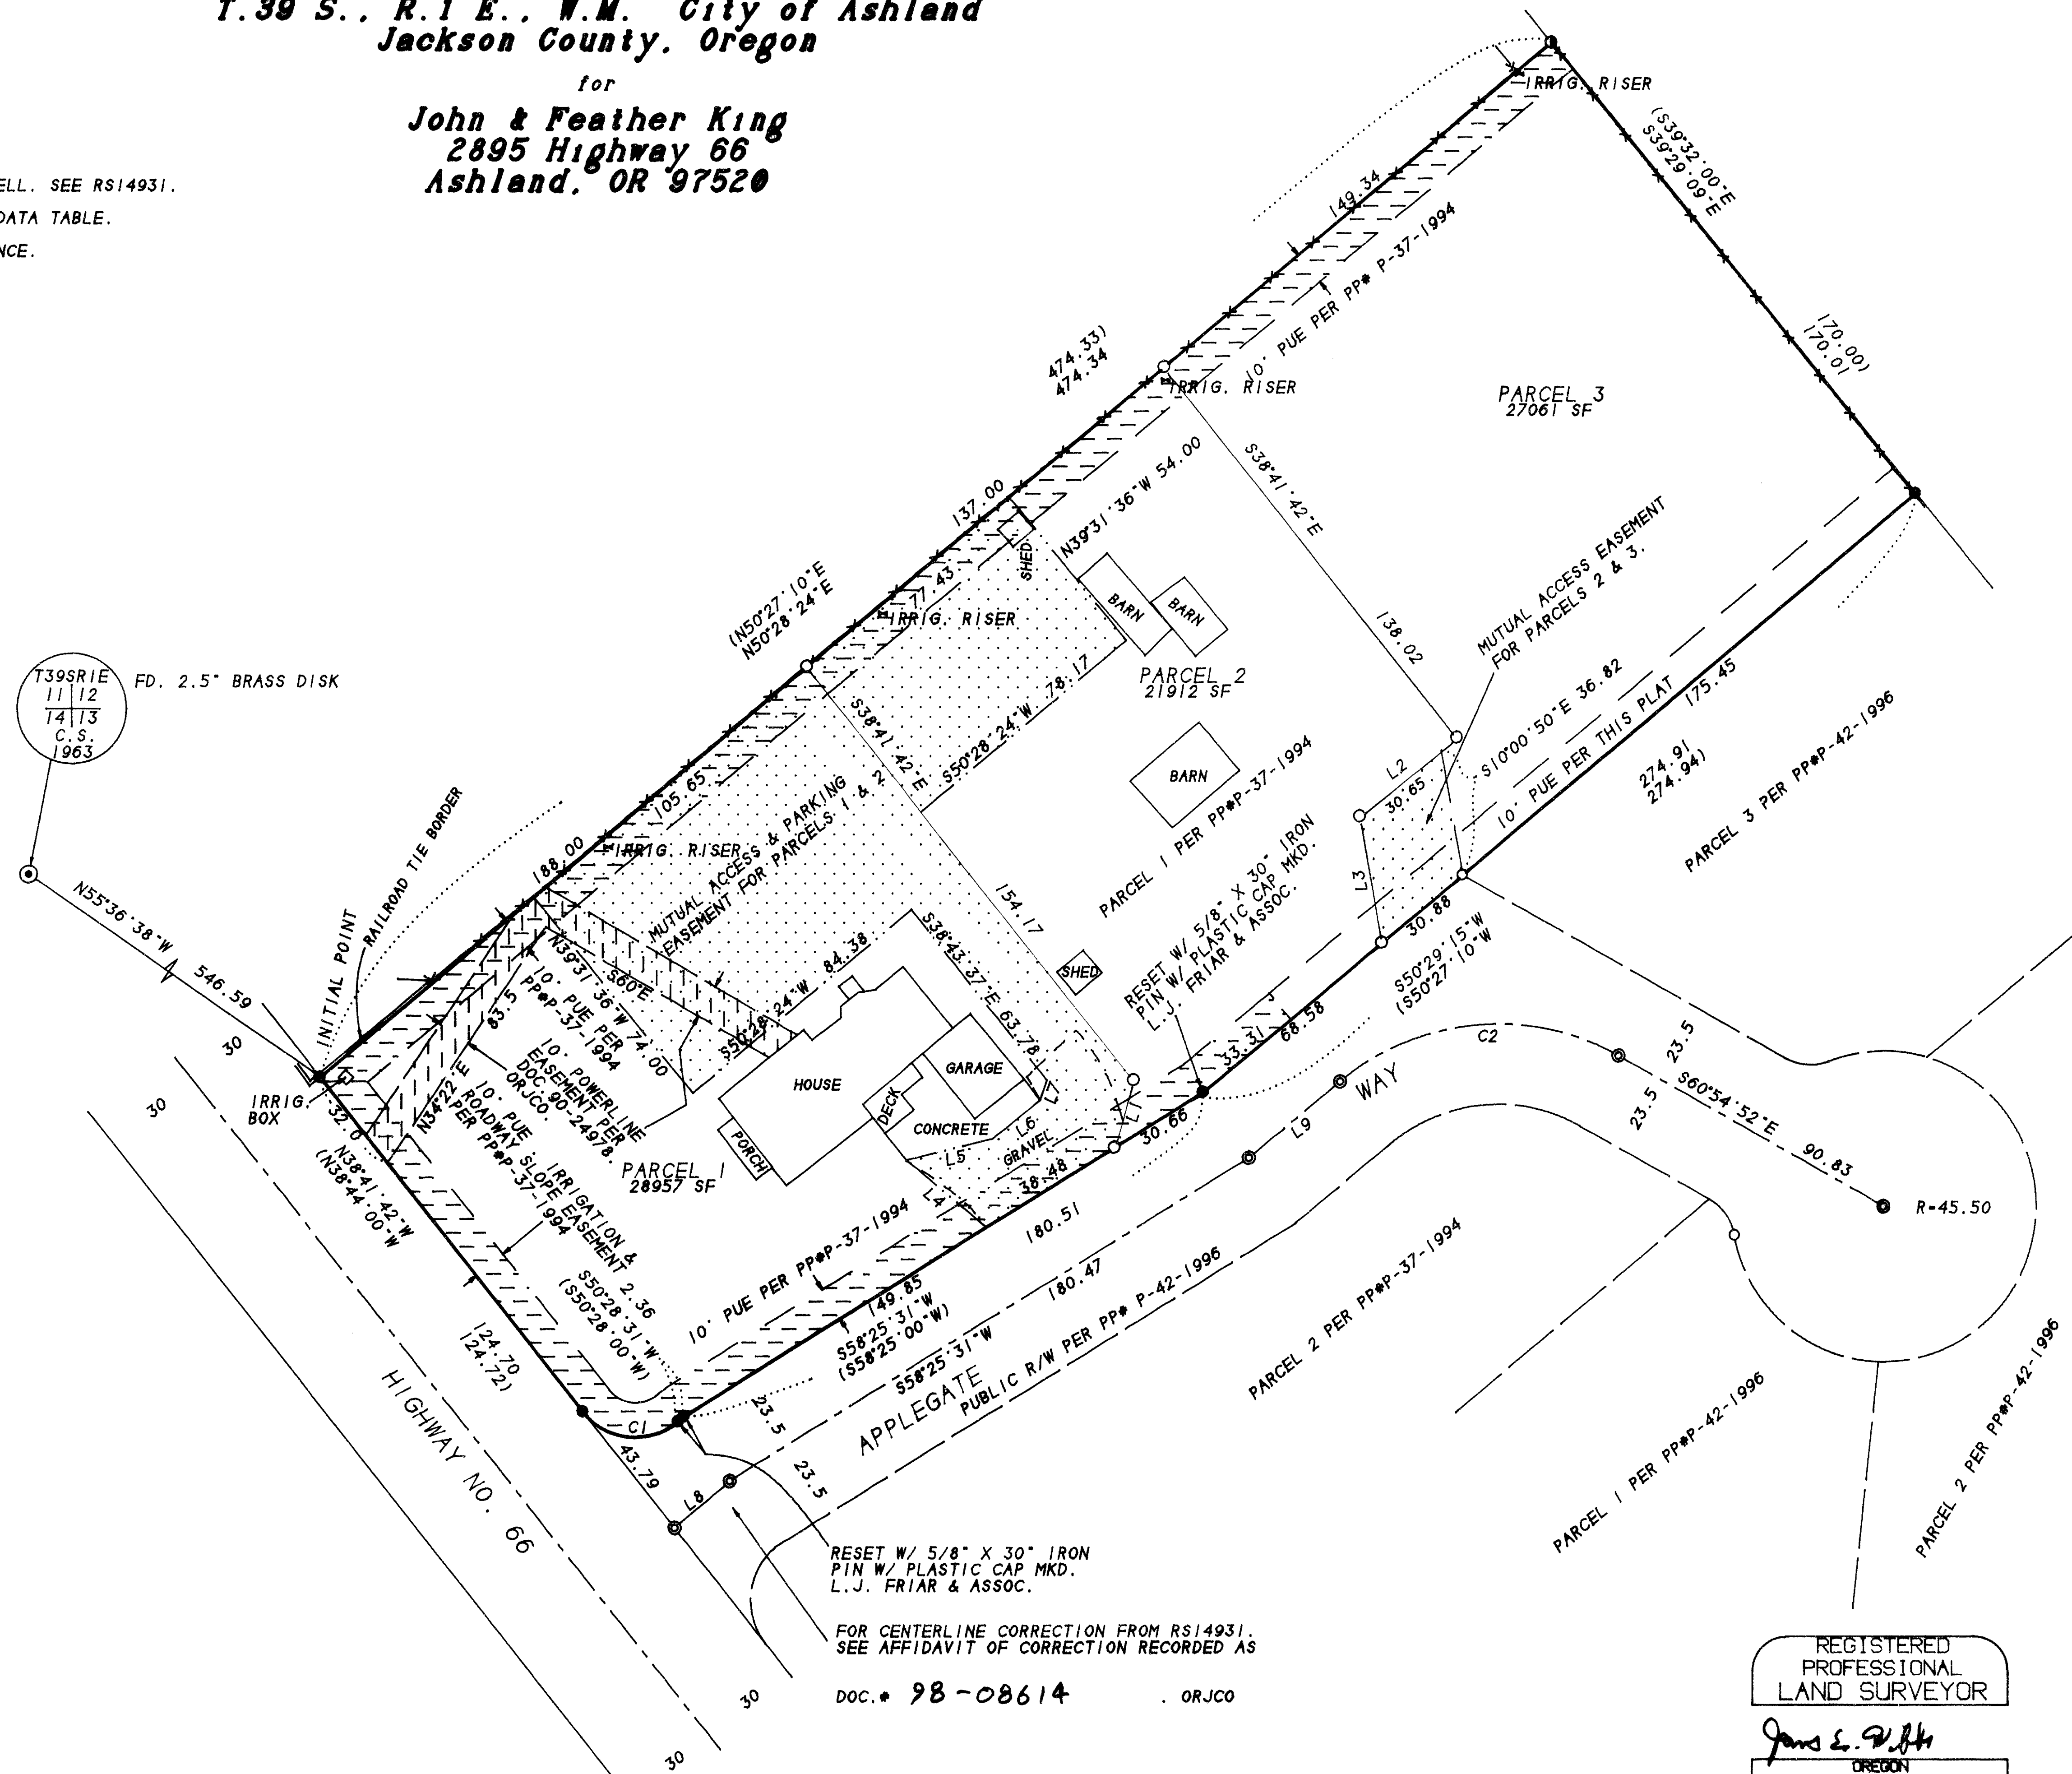 T.39 S., R.1 E., W.M. City of Ashland
Jackson County, Oregon
for
John & Feather King
2895 Highway 66
Ashland, OR 97520
ELL. SEE RS14931.
DATA TABLE.
NCE.
IRRIG. RISER
(S39°32'00"E
S39°29'09"E
149.34
10' PUE PER PP# P-37-1994
170.00)
170.01
474.33)
474.34
IRRIG. RISER
PARCEL 3
27061 SF
S38°41'42"E
138.02
137.00
N39°31'36"W 54.00
SHED
BARN
BARN
MUTUAL ACCESS EASEMENT
FOR PARCELS 2 & 3.
(N50°27'10"E
N50°28'24"E
77.43
IRRIG. RISER
PARCEL 2
21912 SF
S50°28'24"W 78.17
S10°00'50"E 36.82
10' PUE PER THIS PLAT
175.45
274.91
274.94)
PARCEL 3 PER PP#P-42-1996
T39SR1E
11 12
14 13
C.S.
1963
FD. 2.5" BRASS DISK
S38°41'42"E
BARN
L2
30.65
L3
30.88
105.65
RAILROAD TIE BORDER
MUTUAL ACCESS & PARKING
EASEMENT FOR PARCELS 1 & 2
IRRIG. RISER
188.00
154.17
PARCEL 1 PER PP#P-37-1994
RESET W/ 5/8" X 30" IRON
PIN W/ PLASTIC CAP MKD.
L.J. FRIAR & ASSOC.
S50°29'15"W
(S50°27'10"W
N55°36'38"W
546.59
INITIAL POINT
30
30
IRRIG.
BOX
32.0
N38°41'42"W
(N38°44'00"W
N34°22'E
83.5
N39°31'36"W 74.00
S60°E
10' PUE PER
PP#P-37-1994
10' POWERLINE
EASEMENT PER
DOC.90-24978.
ORJCO.
10' PUE, IRRIGATION &
ROADWAY SLOPE EASEMENT
PER PP#P-37-1994
S50°28'24"W 84.38
S38°43'37"E 63.78
SHED
HOUSE
GARAGE
DECK
PORCH
CONCRETE
GRAVEL
L7
L6
L5
L4
L1
33.31
68.58
30.66
38.48
PARCEL 1
28957 SF
2.36
S50°28'31"W
(S50°28'00"W)
10' PUE PER PP#P-37-1994
149.85
S58°25'31"W
(S58°25'00"W)
180.51
180.47
S58°25'31"W
APPLEGATE
WAY
PUBLIC R/W PER PP# P-42-1996
L9
C2
23.5
23.5
S60°54'52"E
90.83
R=45.50
PARCEL 2 PER PP#P-37-1994
PARCEL 1 PER PP#P-42-1996
PARCEL 2 PER PP#P-42-1996
124.70
124.72)
C1
43.79
L8
23.5
23.5
HIGHWAY NO. 66
30
30
RESET W/ 5/8" X 30" IRON
PIN W/ PLASTIC CAP MKD.
L.J. FRIAR & ASSOC.
FOR CENTERLINE CORRECTION FROM RS14931.
SEE AFFIDAVIT OF CORRECTION RECORDED AS
DOC.# 98-08614 . ORJCO
REGISTERED
PROFESSIONAL
LAND SURVEYOR
OREGON